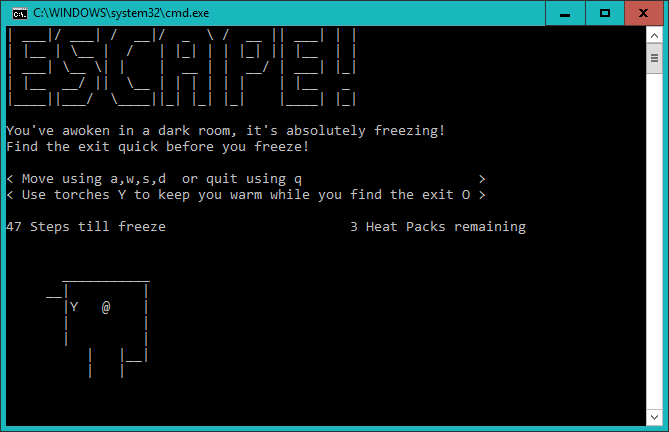 C:\WINDOWS\system32\cmd.exe
ESCAPE!
You've awoken in a dark room, it's absolutely freezing!
Find the exit quick before you freeze!
< Move using a,w,s,d  or quit using q >
< Use torches Y to keep you warm while you find the exit O >
47 Steps till freeze 3 Heat Packs remaining
Y @